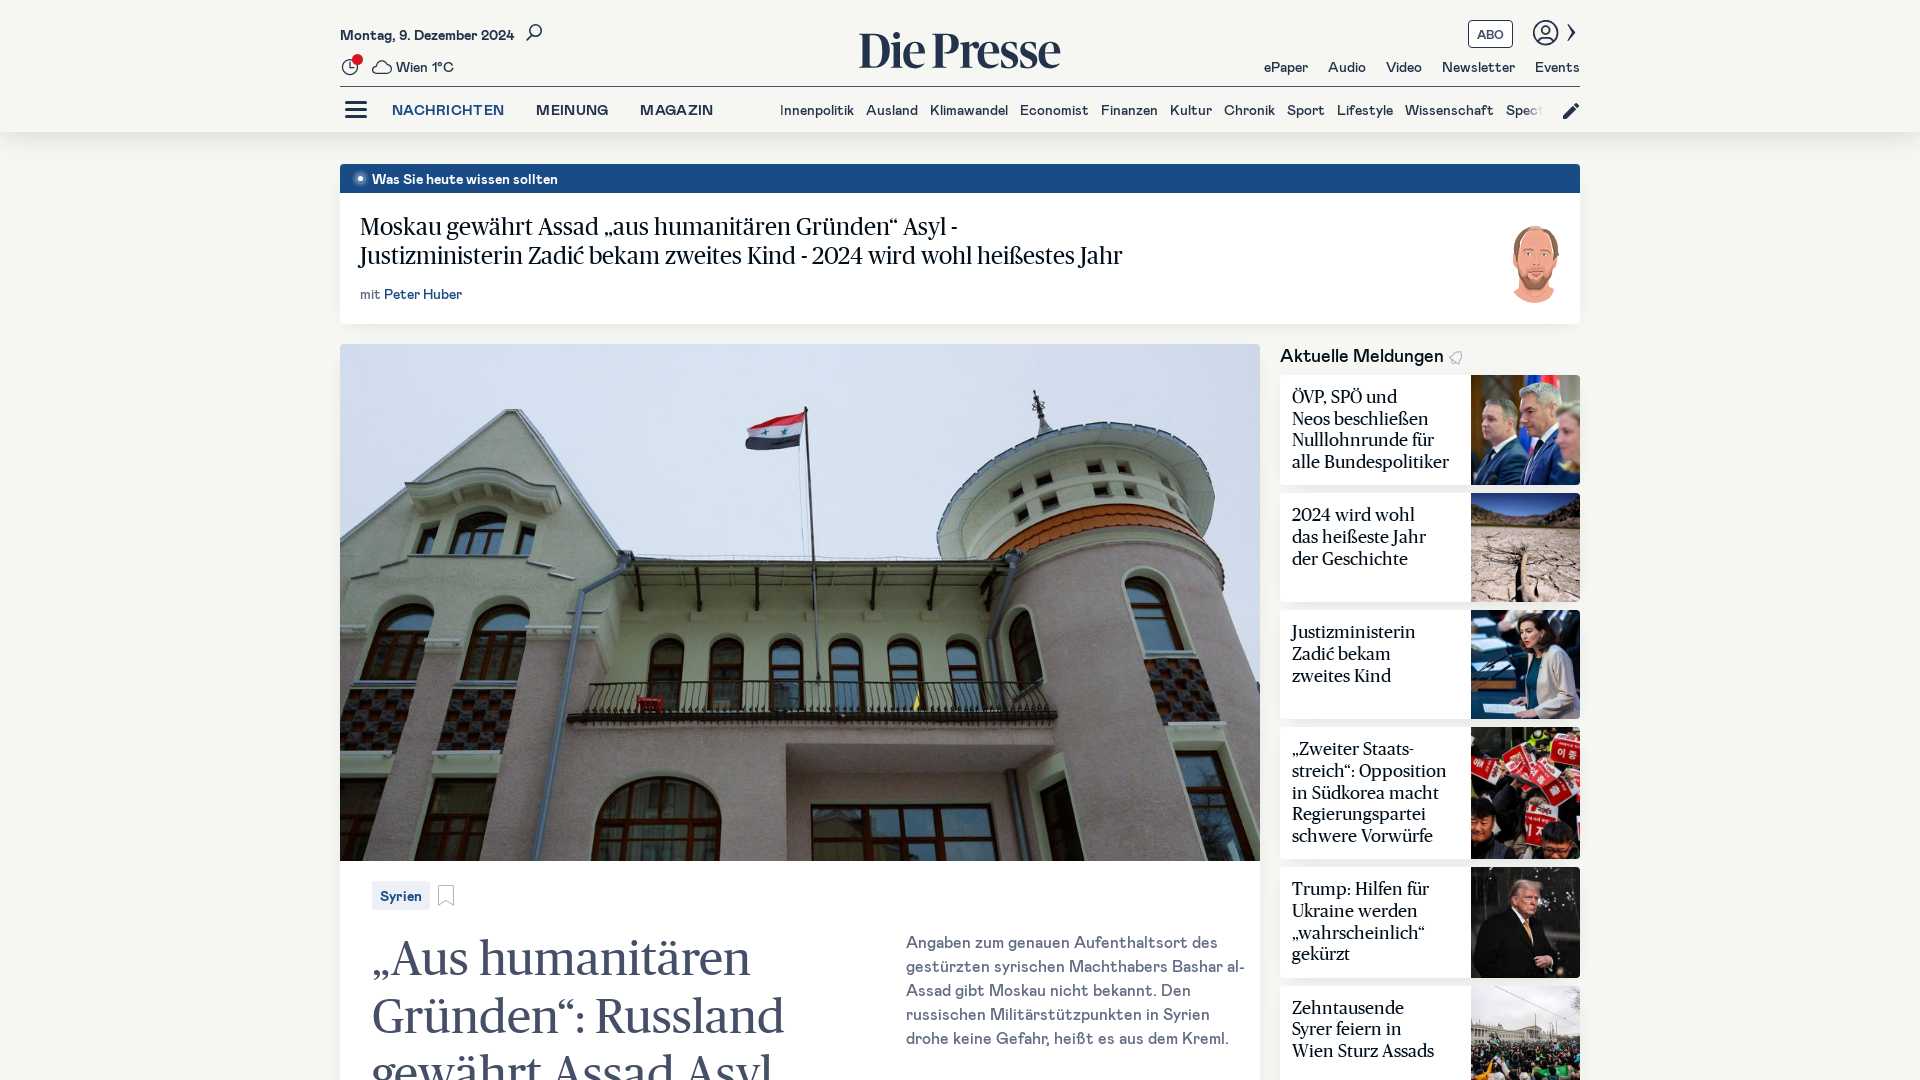 Montag, 9. Dezember 2024
Wien 1°C
Die Presse
ABO
ePaper Audio Video Newsletter Events
NACHRICHTEN MEINUNG MAGAZIN
Innenpolitik Ausland Klimawandel Economist Finanzen Kultur Chronik Sport Lifestyle Wissenschaft
Was Sie heute wissen sollten
Moskau gewährt Assad „aus humanitären Gründen“ Asyl -
Justizministerin Zadić bekam zweites Kind - 2024 wird wohl heißestes Jahr
mit Peter Huber
Syrien
„Aus humanitären
Gründen“: Russland
gewährt Assad Asyl
Angaben zum genauen Aufenthaltsort des
gestürzten syrischen Machthabers Bashar al-
Assad gibt Moskau nicht bekannt. Den
russischen Militärstützpunkten in Syrien
drohe keine Gefahr, heißt es aus dem Kreml.
Aktuelle Meldungen
ÖVP, SPÖ und
Neos beschließen
Nulllohnrunde für
alle Bundespolitiker
2024 wird wohl
das heißeste Jahr
der Geschichte
Justizministerin
Zadić bekam
zweites Kind
„Zweiter Staats-
streich“: Opposition
in Südkorea macht
Regierungspartei
schwere Vorwürfe
Trump: Hilfen für
Ukraine werden
„wahrscheinlich“
gekürzt
Zehntausende
Syrer feiern in
Wien Sturz Assads